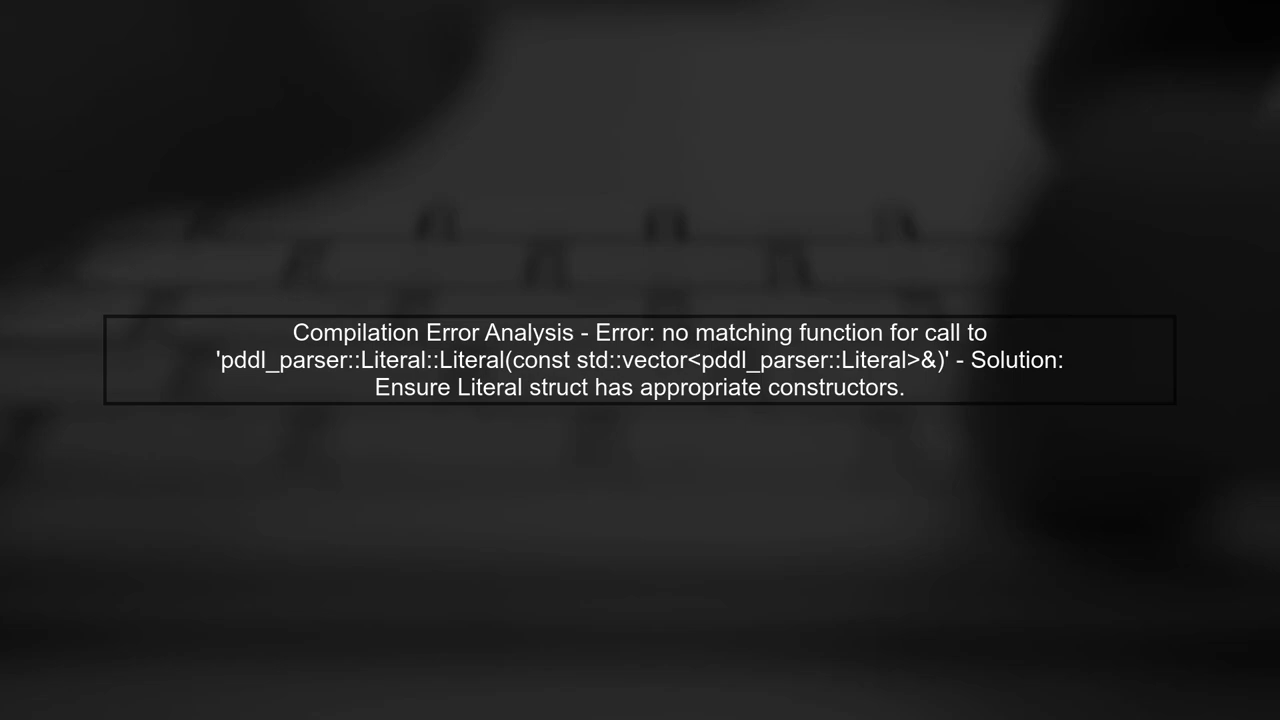 Compilation Error Analysis - Error: no matching function for call to
'pddl_parser::Literal::Literal(const std::vector<pddl_parser::Literal>&)' - Solution:
Ensure Literal struct has appropriate constructors.